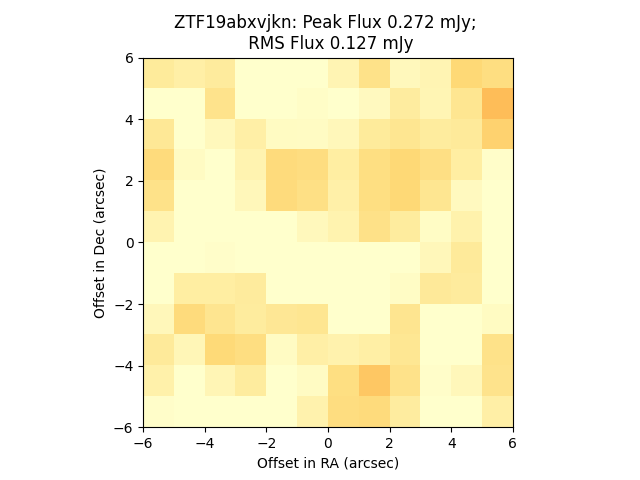 ZTF19abxvjkn: Peak Flux 0.272 mJy;
RMS Flux 0.127 mJy
6
4
2
0
−2
−4
−6
Offset in Dec (arcsec)
−6 −4 −2 0 2 4 6
Offset in RA (arcsec)